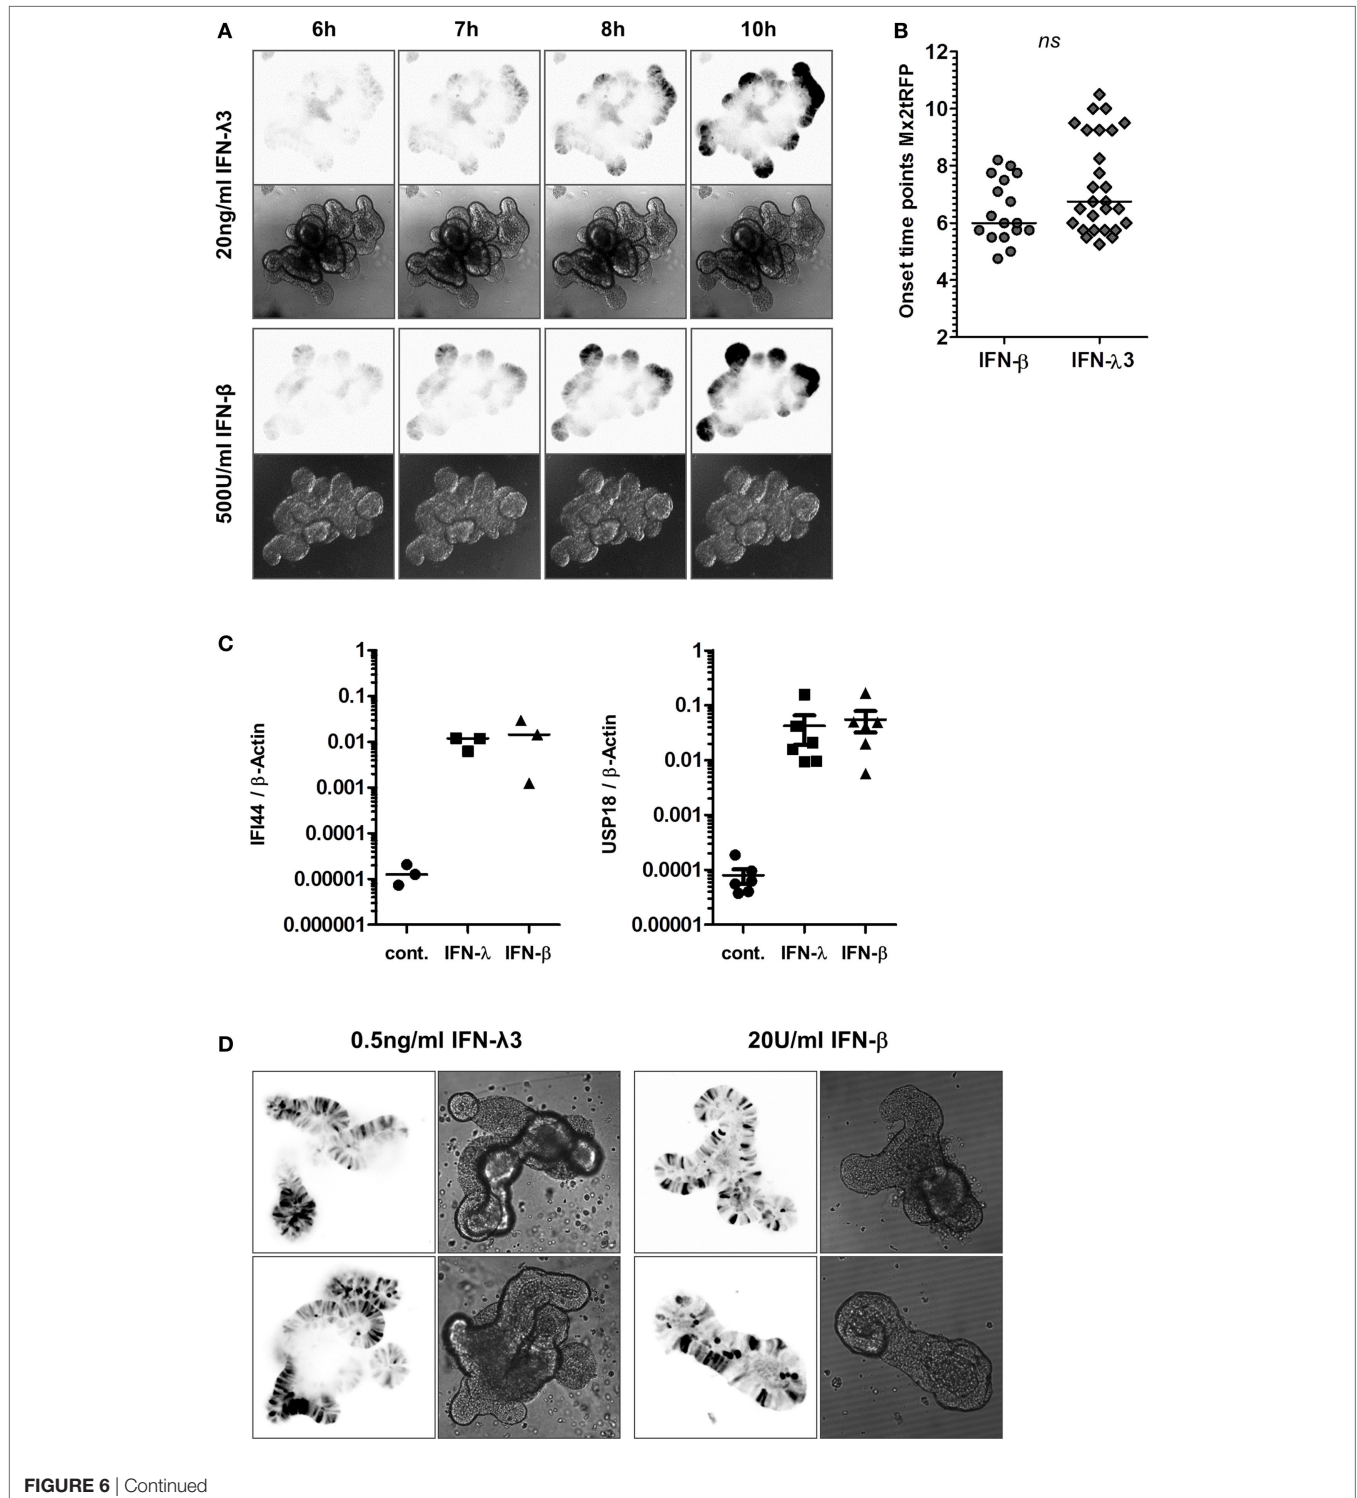 A
6h
7h
8h
10h
20ng/ml IFN-λ3
500U/ml IFN-β
B
ns
Onset time points Mx2tRFP
12
10
8
6
4
2
IFN-β
IFN-λ3
C
IFI44 / β-Actin
1
0.1
0.01
0.001
0.0001
0.00001
0.000001
cont.
IFN-λ
IFN-β
USP18 / β-Actin
1
0.1
0.01
0.001
0.0001
0.00001
cont.
IFN-λ
IFN-β
D
0.5ng/ml IFN-λ3
20U/ml IFN-β
FIGURE 6 | Continued